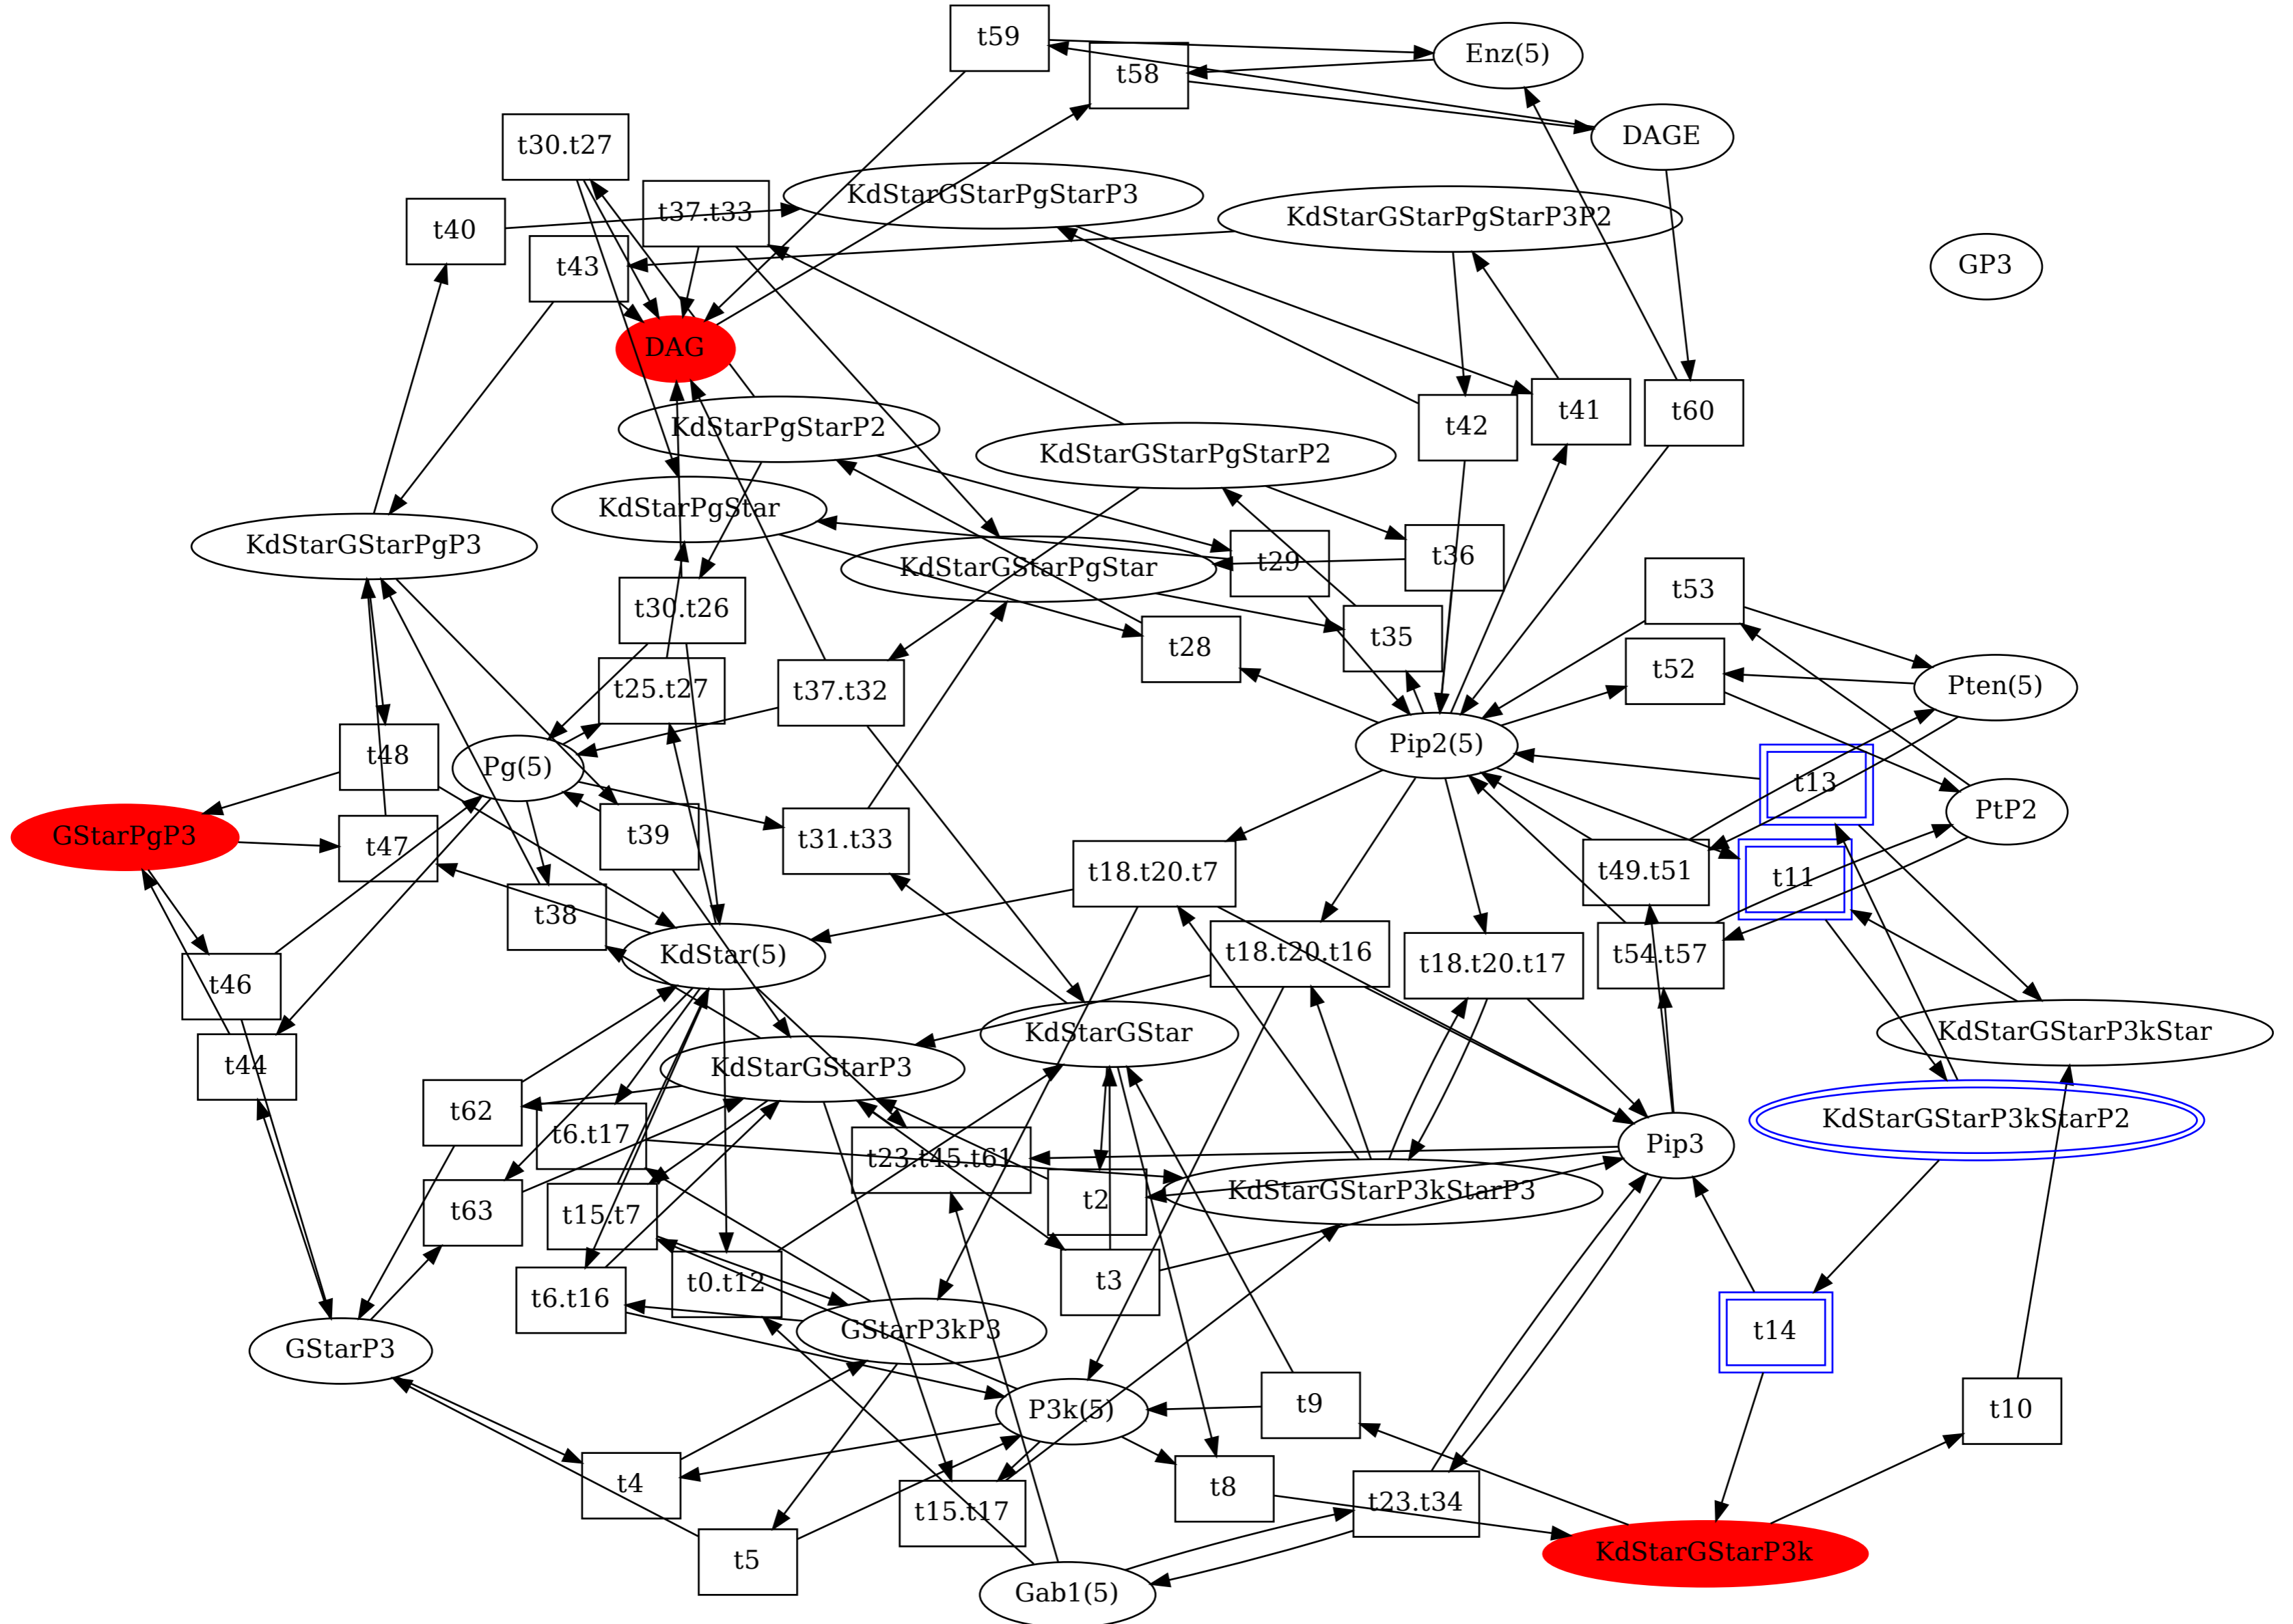 t59
Enz(5)
t58
DAGE
t30.t27
KdStarGStarPgStarP3
t37.t33
KdStarGStarPgStarP3P2
t40
t43
GP3
DAG
t41
t60
t42
KdStarPgStarP2
KdStarGStarPgStarP2
KdStarPgStar
KdStarGStarPgP3
t29
t36
KdStarGStarPgStar
t53
t30.t26
t35
t28
t52
t25.t27
t37.t32
Pten(5)
t48
Pg(5)
Pip2(5)
t13
PtP2
GStarPgP3
t47
t39
t31.t33
t18.t20.t7
t49.t51
t11
t38
KdStar(5)
t18.t20.t16
t18.t20.t17
t54.t57
t46
KdStarGStar
KdStarGStarP3kStar
t44
KdStarGStarP3
t62
t6.t17
KdStarGStarP3kStarP2
t23.t45.t61
Pip3
t63
t15.t7
t2
KdStarGStarP3kStarP3
t6.t16
t0.t12
t3
GStarP3
GStarP3kP3
t14
P3k(5)
t9
t10
t4
t8
t15.t17
t23.t34
t5
KdStarGStarP3k
Gab1(5)